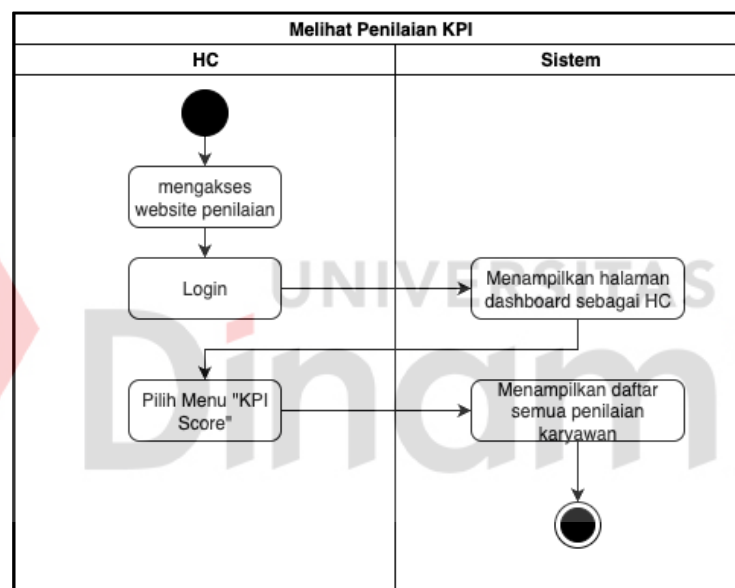 Melihat Penilaian KPI
HC
Sistem
mengakses
website penilaian
Login
Menampilkan halaman
dashboard sebagai HC
UNIVERSITAS
Dinam
Pilih Menu "KPI
Score"
Menampilkan daftar
semua penilaian
karyawan